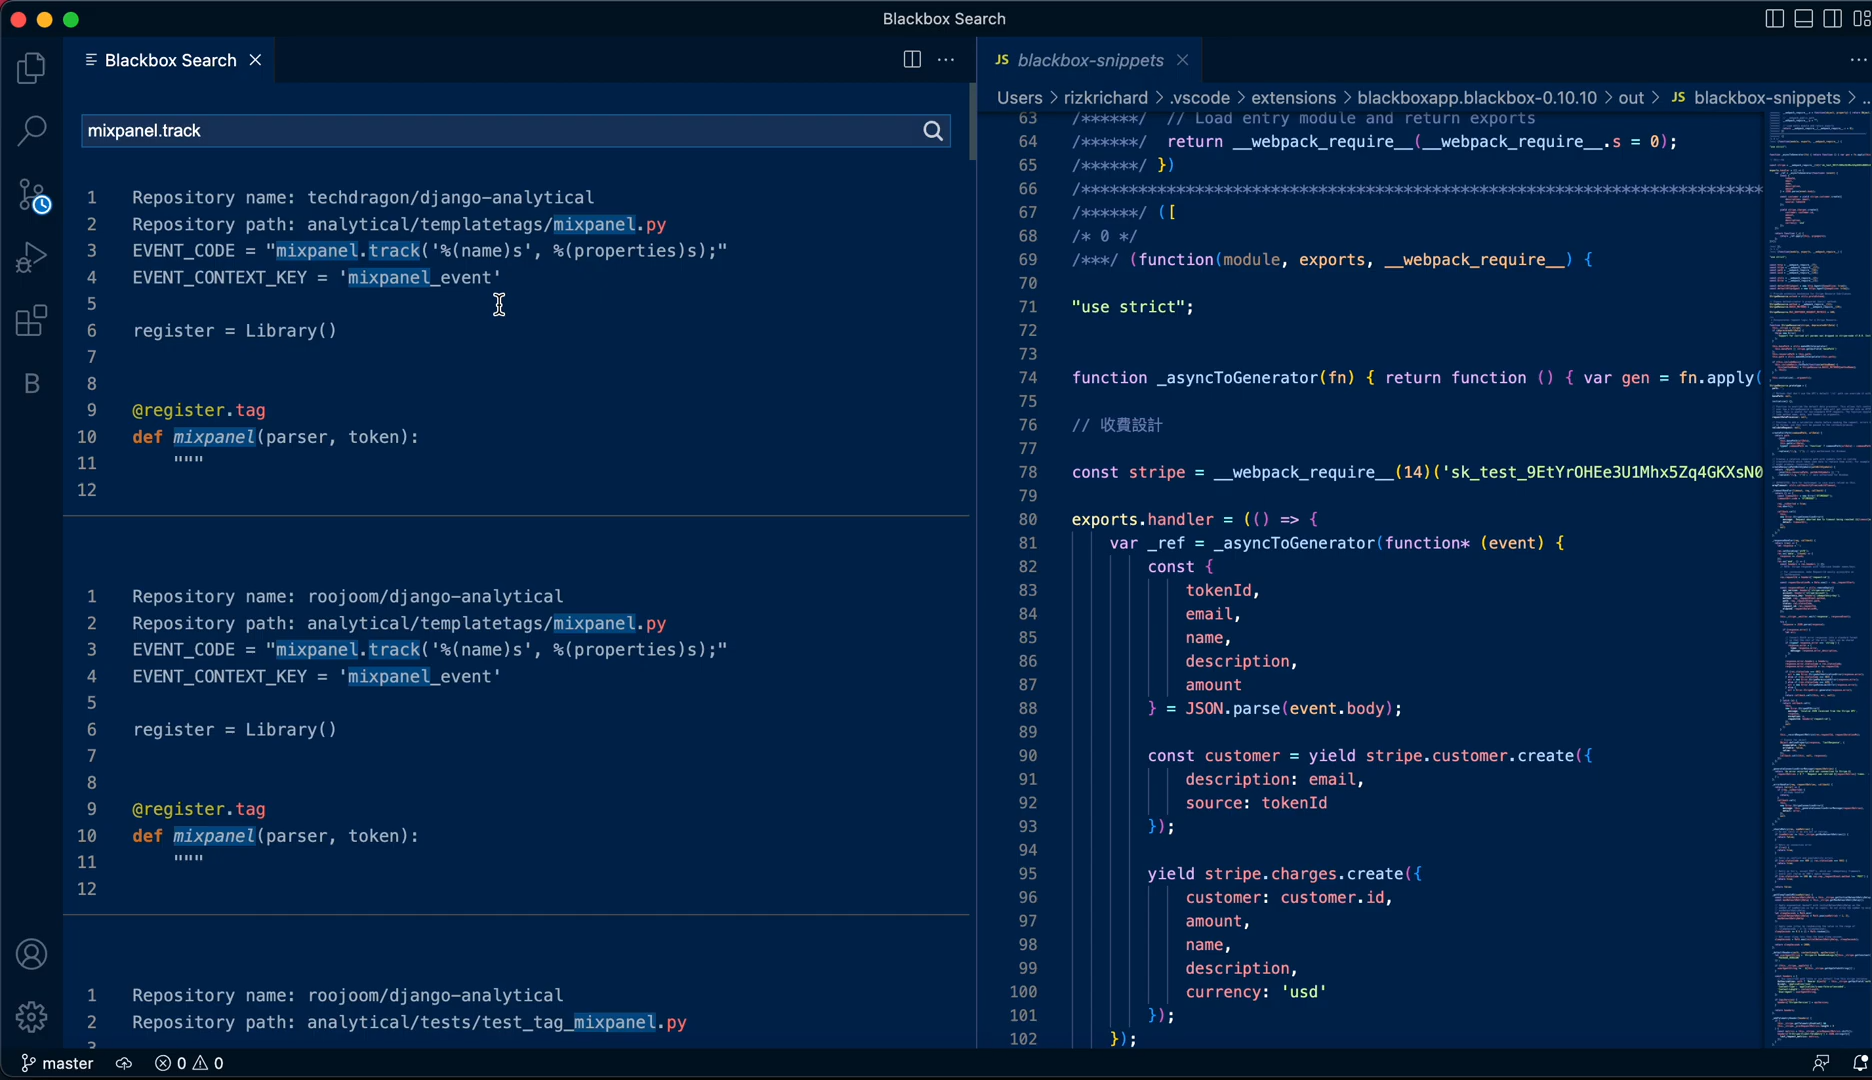 Blackbox Search
Blackbox Search
mixpanel.track
1 Repository name: techdragon/django-analytical
2 Repository path: analytical/templatetags/mixpanel.py
3 EVENT_CODE = "mixpanel.track('%(name)s', %(properties)s);"
4 EVENT_CONTEXT_KEY = 'mixpanel_event'
5
6 register = Library()
7
8
9 @register.tag
10 def mixpanel(parser, token):
11 """
12
1 Repository name: roojoom/django-analytical
2 Repository path: analytical/templatetags/mixpanel.py
3 EVENT_CODE = "mixpanel.track('%(name)s', %(properties)s);"
4 EVENT_CONTEXT_KEY = 'mixpanel_event'
5
6 register = Library()
7
8
9 @register.tag
10 def mixpanel(parser, token):
11 """
12
1 Repository name: roojoom/django-analytical
2 Repository path: analytical/tests/test_tag_mixpanel.py
3
B
JS blackbox-snippets
Users > rizkrichard > .vscode > extensions > blackboxapp.blackbox-0.10.10 > out > JS blackbox-snippets > ..
63 /******/ // Load entry module and return exports
64 /******/ return __webpack_require__(__webpack_require__.s = 0);
65 /******/ })
66 /************************************************************************
67 /******/ ([
68 /* 0 */
69 /***/ (function(module, exports, __webpack_require__) {
70
71 "use strict";
72
73
74 function _asyncToGenerator(fn) { return function () { var gen = fn.apply(
75
76 // 收費設計
77
78 const stripe = __webpack_require__(14)('sk_test_9EtYrOHEe3U1Mhx5Zq4GKXsN0
79
80 exports.handler = (() => {
81 var _ref = _asyncToGenerator(function* (event) {
82 const {
83 tokenId,
84 email,
85 name,
86 description,
87 amount
88 } = JSON.parse(event.body);
89
90 const customer = yield stripe.customer.create({
91 description: email,
92 source: tokenId
93 });
94
95 yield stripe.charges.create({
96 customer: customer.id,
97 amount,
98 name,
99 description,
100 currency: 'usd'
101 });
102 });
master
0 0